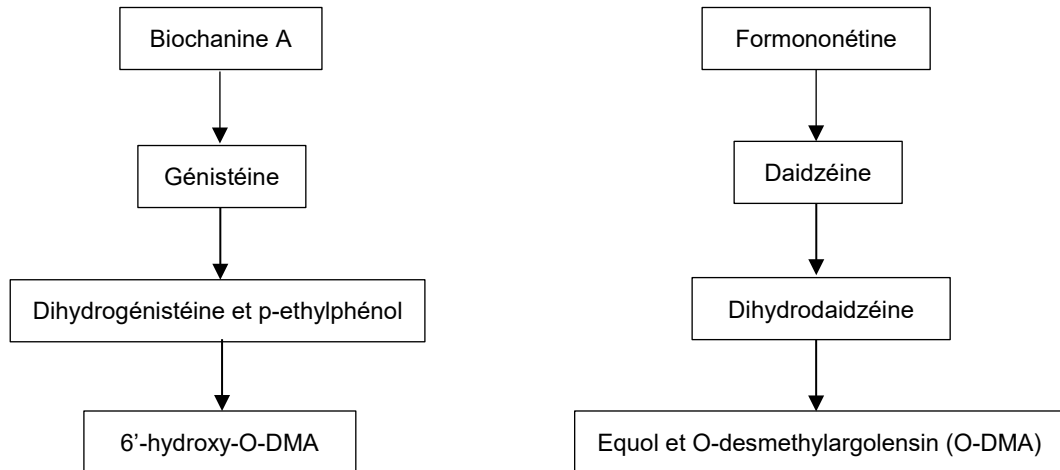 Biochanine A
Formononétine
Génistéine
Daidzéine
Dihydrogénistéine et p-ethylphénol
Dihydrodaidzéine
6’-hydroxy-O-DMA
Equol et O-desmethylargolensin (O-DMA)